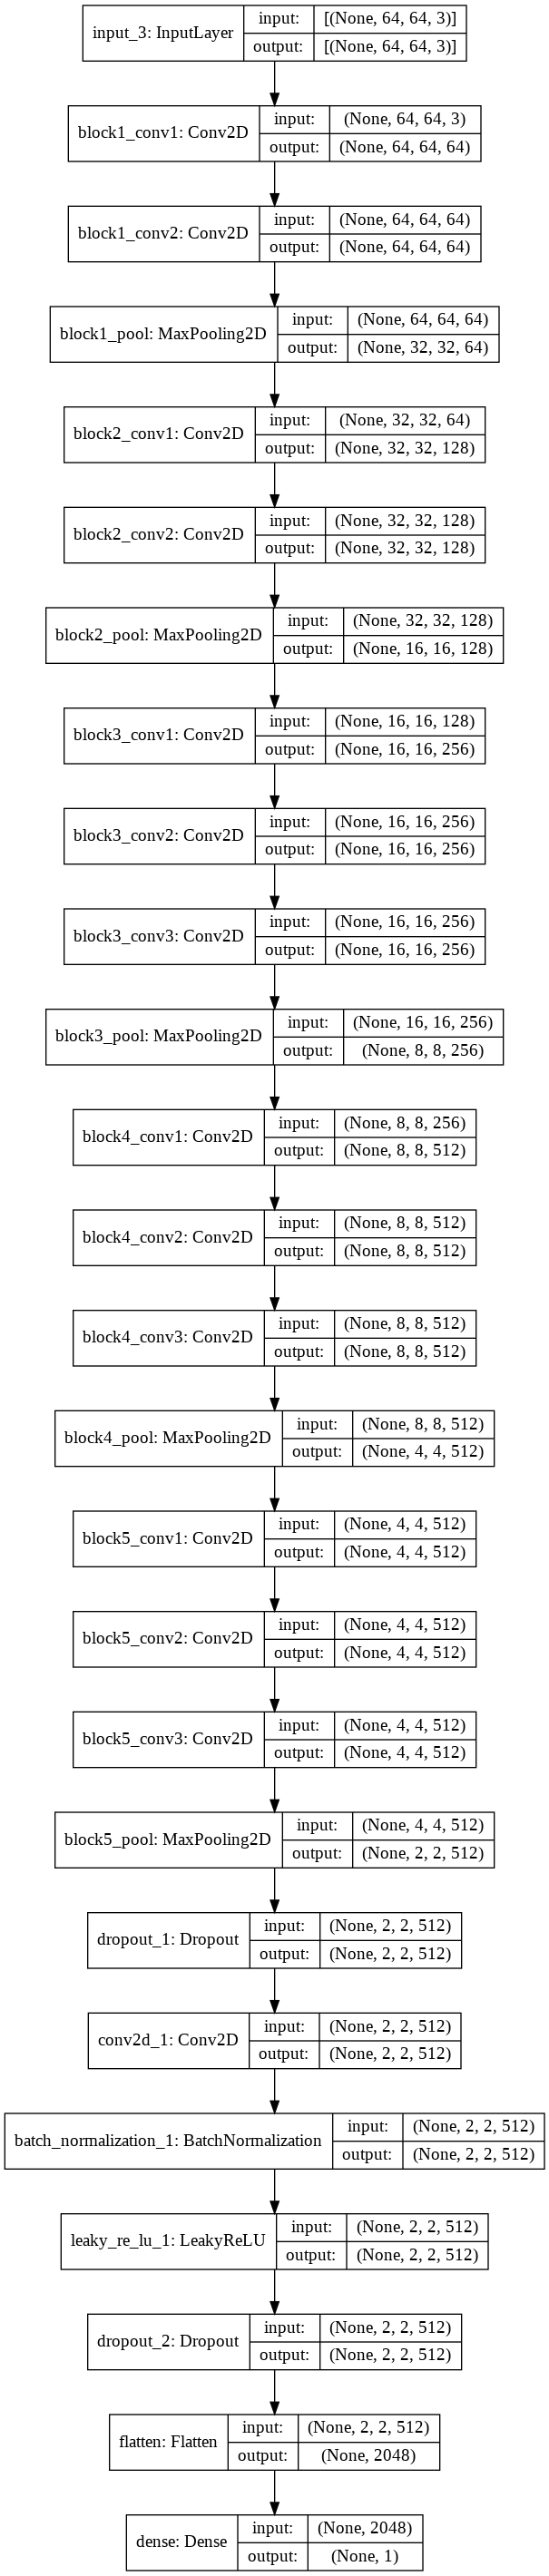 input_3: InputLayer
input: [(None, 64, 64, 3)]
output: [(None, 64, 64, 3)]
block1_conv1: Conv2D
input: (None, 64, 64, 3)
output: (None, 64, 64, 64)
block1_conv2: Conv2D
input: (None, 64, 64, 64)
output: (None, 64, 64, 64)
block1_pool: MaxPooling2D
input: (None, 64, 64, 64)
output: (None, 32, 32, 64)
block2_conv1: Conv2D
input: (None, 32, 32, 64)
output: (None, 32, 32, 128)
block2_conv2: Conv2D
input: (None, 32, 32, 128)
output: (None, 32, 32, 128)
block2_pool: MaxPooling2D
input: (None, 32, 32, 128)
output: (None, 16, 16, 128)
block3_conv1: Conv2D
input: (None, 16, 16, 128)
output: (None, 16, 16, 256)
block3_conv2: Conv2D
input: (None, 16, 16, 256)
output: (None, 16, 16, 256)
block3_conv3: Conv2D
input: (None, 16, 16, 256)
output: (None, 16, 16, 256)
block3_pool: MaxPooling2D
input: (None, 16, 16, 256)
output: (None, 8, 8, 256)
block4_conv1: Conv2D
input: (None, 8, 8, 256)
output: (None, 8, 8, 512)
block4_conv2: Conv2D
input: (None, 8, 8, 512)
output: (None, 8, 8, 512)
block4_conv3: Conv2D
input: (None, 8, 8, 512)
output: (None, 8, 8, 512)
block4_pool: MaxPooling2D
input: (None, 8, 8, 512)
output: (None, 4, 4, 512)
block5_conv1: Conv2D
input: (None, 4, 4, 512)
output: (None, 4, 4, 512)
block5_conv2: Conv2D
input: (None, 4, 4, 512)
output: (None, 4, 4, 512)
block5_conv3: Conv2D
input: (None, 4, 4, 512)
output: (None, 4, 4, 512)
block5_pool: MaxPooling2D
input: (None, 4, 4, 512)
output: (None, 2, 2, 512)
dropout_1: Dropout
input: (None, 2, 2, 512)
output: (None, 2, 2, 512)
conv2d_1: Conv2D
input: (None, 2, 2, 512)
output: (None, 2, 2, 512)
batch_normalization_1: BatchNormalization
input: (None, 2, 2, 512)
output: (None, 2, 2, 512)
leaky_re_lu_1: LeakyReLU
input: (None, 2, 2, 512)
output: (None, 2, 2, 512)
dropout_2: Dropout
input: (None, 2, 2, 512)
output: (None, 2, 2, 512)
flatten: Flatten
input: (None, 2, 2, 512)
output: (None, 2048)
dense: Dense
input: (None, 2048)
output: (None, 1)